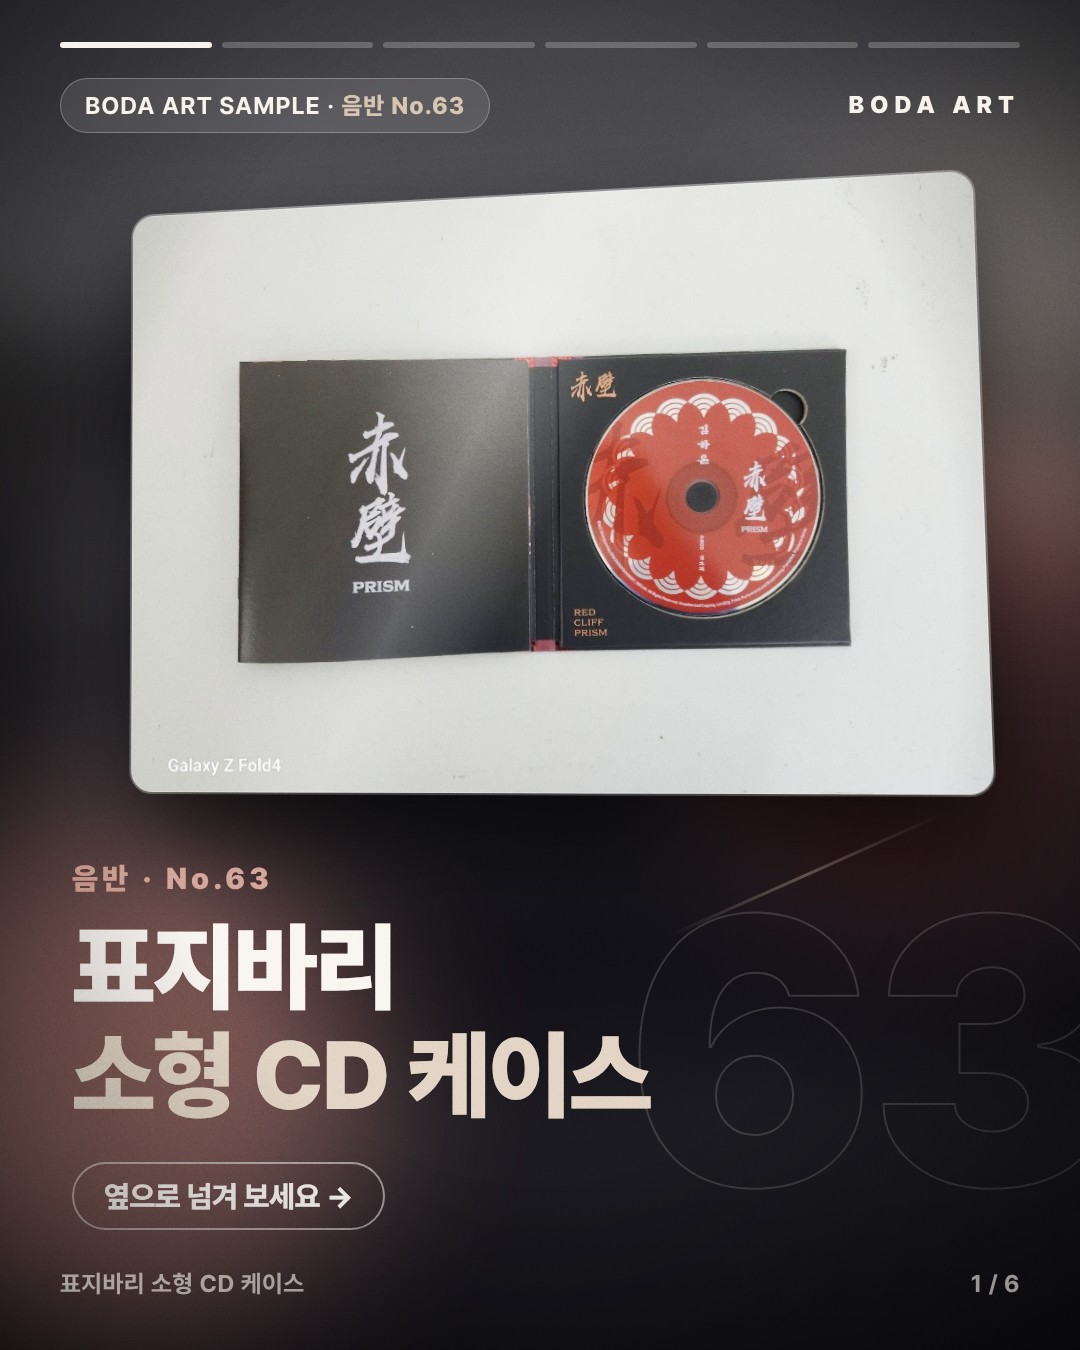 BODA ART SAMPLE · 음반 No.63
BODA ART
赤壁
PRISM
赤壁
김하은
赤壁
PRISM
RED
CLIFF
PRISM
Galaxy Z Fold4
음반 · No.63
표지바리
소형 CD 케이스
63
옆으로 넘겨 보세요 →
표지바리 소형 CD 케이스
1 / 6